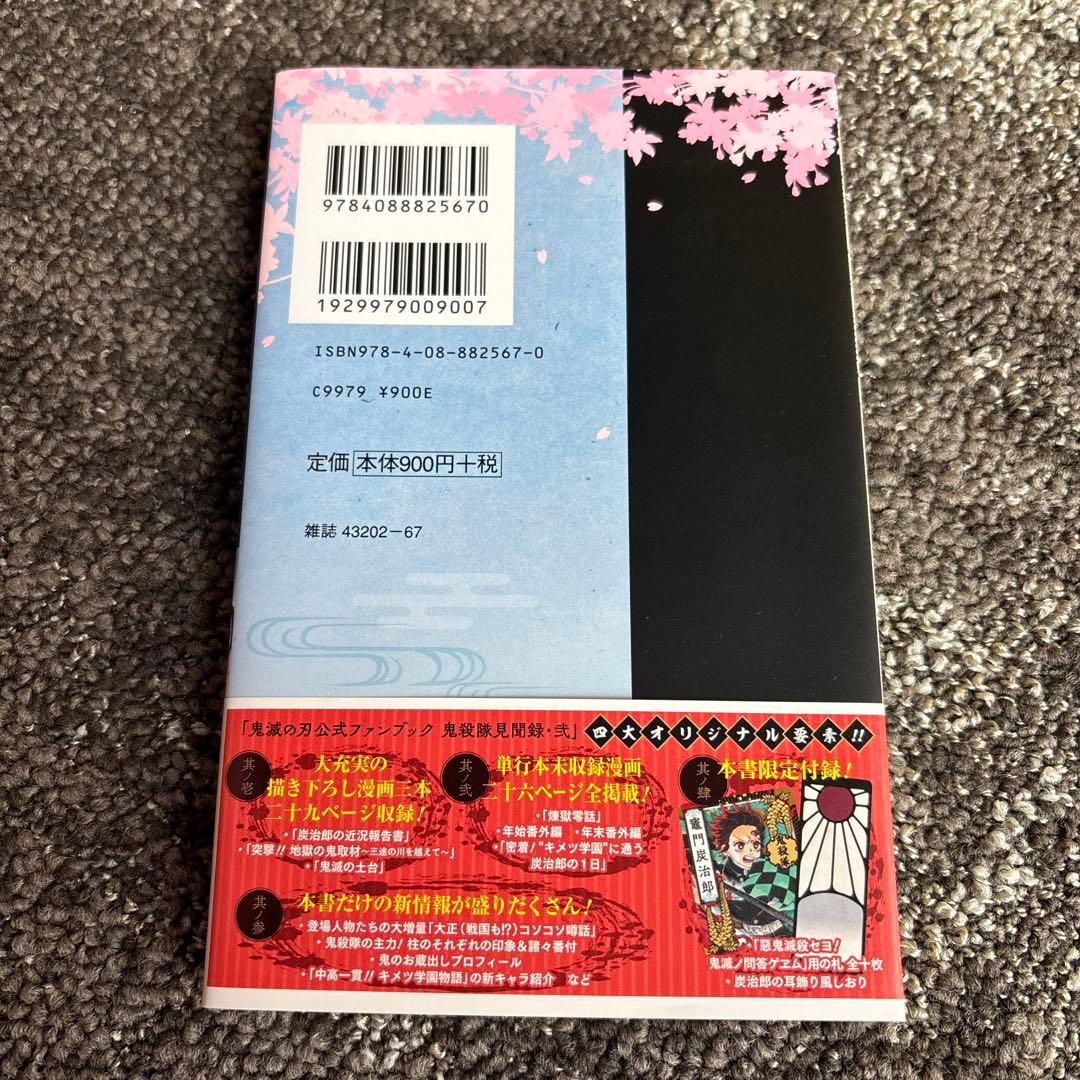 9784088825670
1929979009007
ISBN978-4-08-882567-0
C9979 ¥900E
定価 本体900円+税
雑誌 43202-67
「鬼滅の刃公式ファンブック 鬼殺隊見聞録・弐」四大オリジナル要素!!
其ノ壱
大充実の
描き下ろし漫画三本
二十九ページ収録!
・「炭治郎の近況報告書」
・「突撃!! 地獄の鬼取材~三途の川を越えて~」
・「鬼滅の土台」
其ノ弐
単行本未収録漫画
二十六ページ全掲載!
・「煉獄零話」
・年始番外編 ・年末番外編
・「密着! "キメツ学園"に通う
炭治郎の1日」
其ノ参
本書だけの新情報が盛りだくさん!
・登場人物たちの大増量「大正(戦国も!?)コソコソ噂話」
・鬼殺隊の主力! 柱のそれぞれの印象&諸々番付
・鬼のお蔵出しプロフィール
・「中高一貫!! キメツ学園物語」の新キャラ紹介 など
其ノ肆
本書限定付録!
竈門炭治郎
鬼殺隊
・「惡鬼滅殺セヨ!
鬼滅ノ問答ゲヱム」用の札 全十枚
・炭治郎の耳飾り風しおり